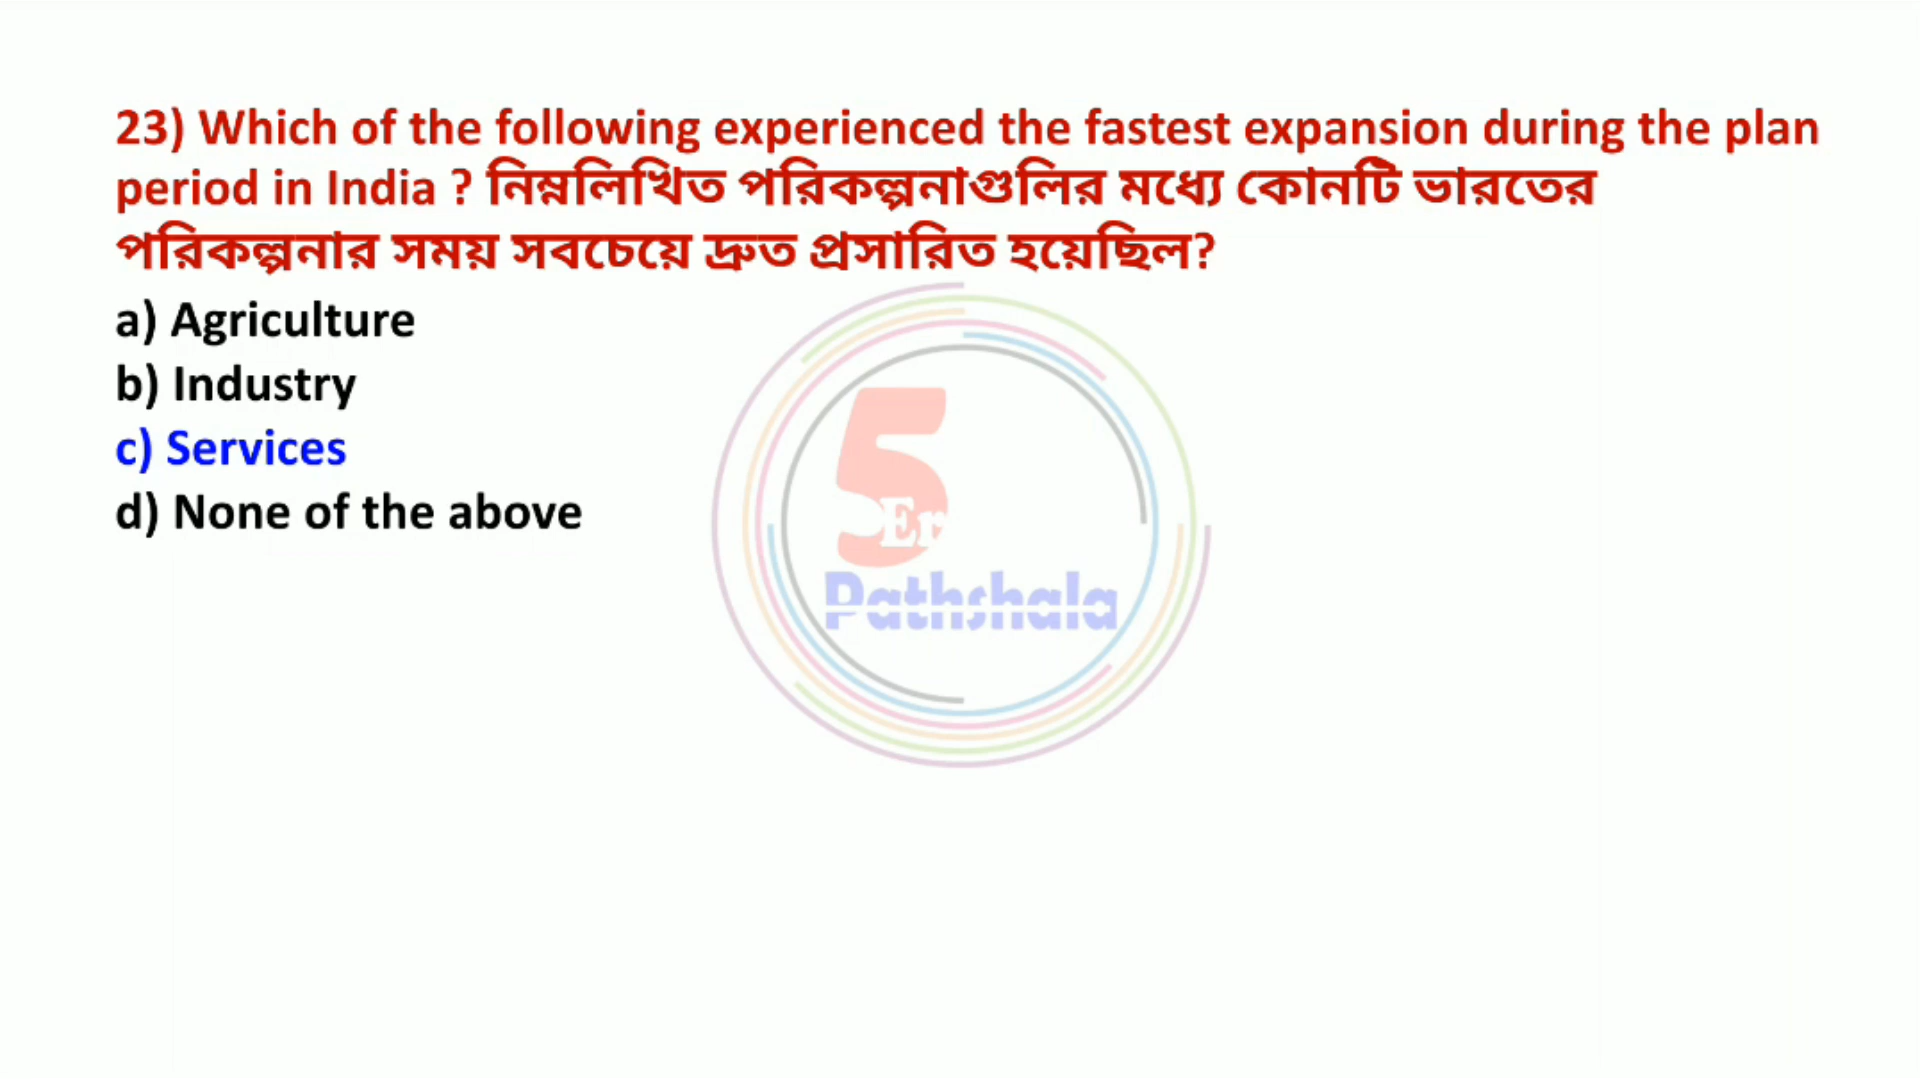 23) Which of the following experienced the fastest expansion during the plan
period in India ? নিম্নলিখিত পরিকল্পনাগুলির মধ্যে কোনটি ভারতের
পরিকল্পনার সময় সবচেয়ে দ্রুত প্রসারিত হয়েছিল?
a) Agriculture
b) Industry
c) Services
d) None of the above
5
Pathshala